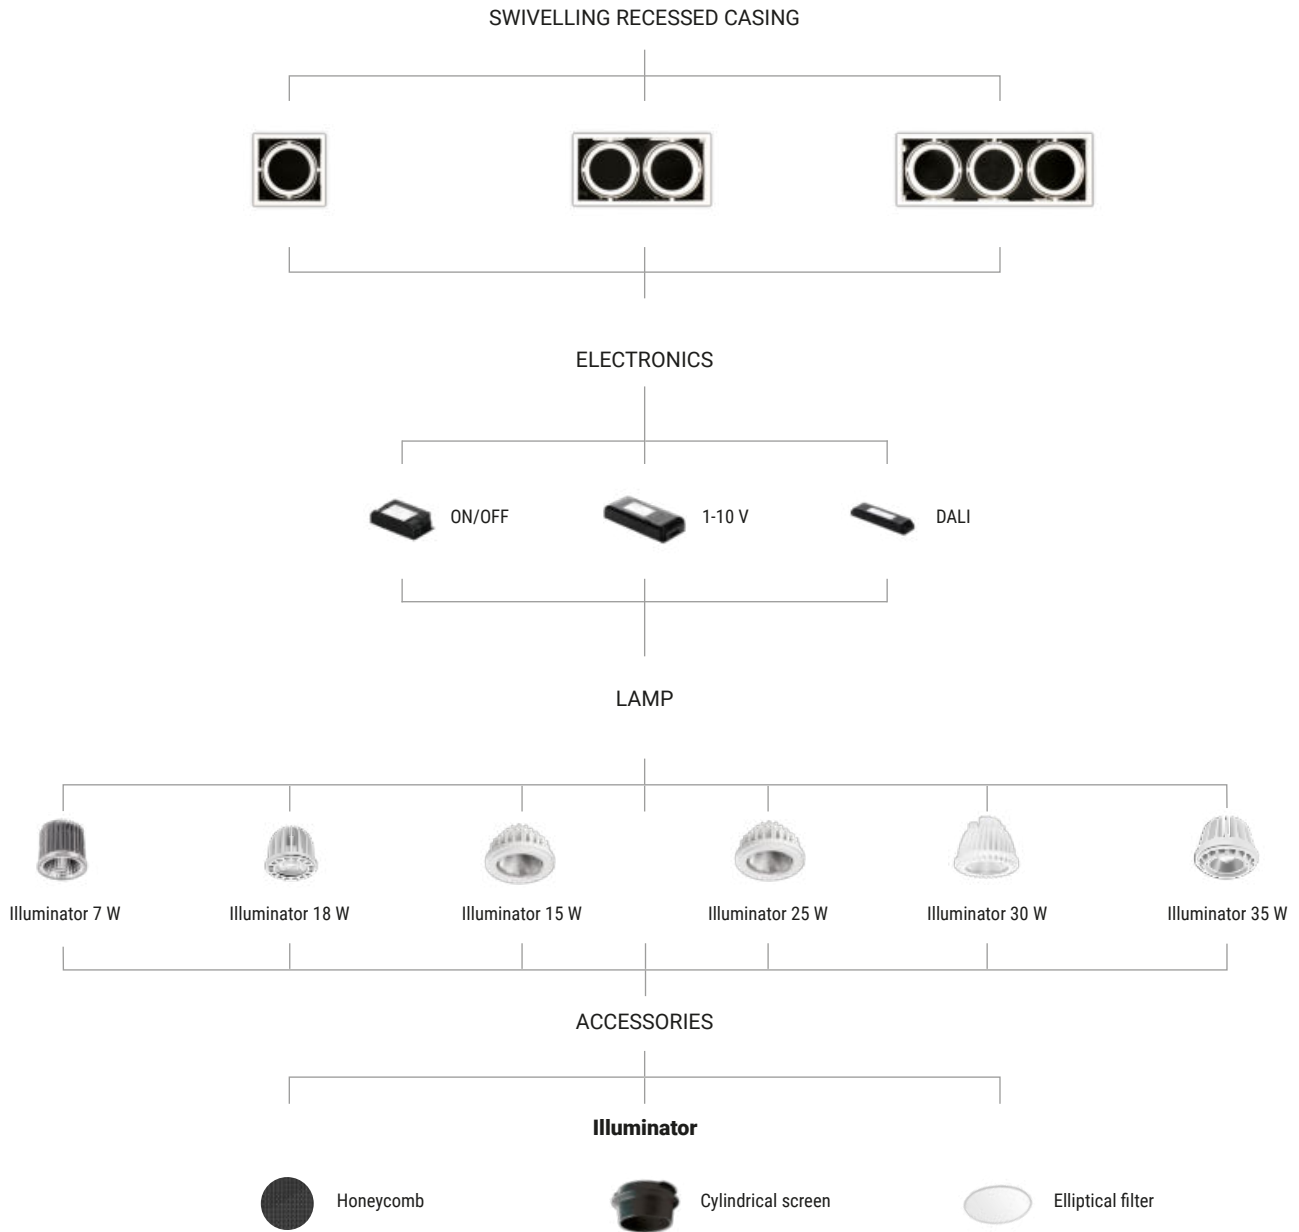 SWIVELLING RECESSED CASING
ELECTRONICS
ON/OFF
1-10 V
DALI
LAMP
Illuminator 7 W
Illuminator 18 W
Illuminator 15 W
Illuminator 25 W
Illuminator 30 W
Illuminator 35 W
ACCESSORIES
Illuminator
Honeycomb
Cylindrical screen
Elliptical filter